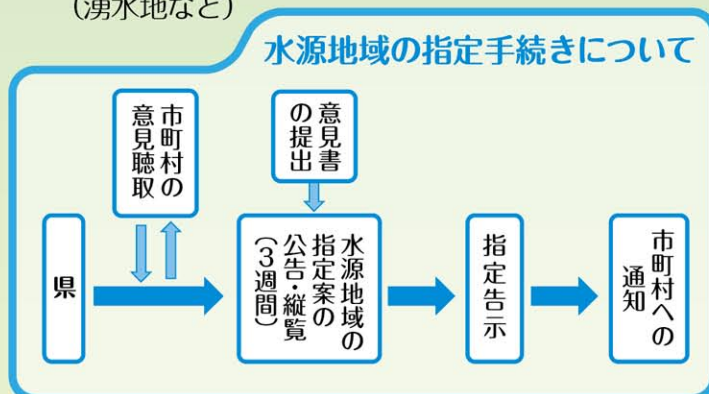 （湧水地など）
水源地域の指定手続きについて
市町村の
意見聴取
意見書
の提出
県
水源地域の
指定案の
公告・縦覧
（３週間）
指定告示
市町村への
通知